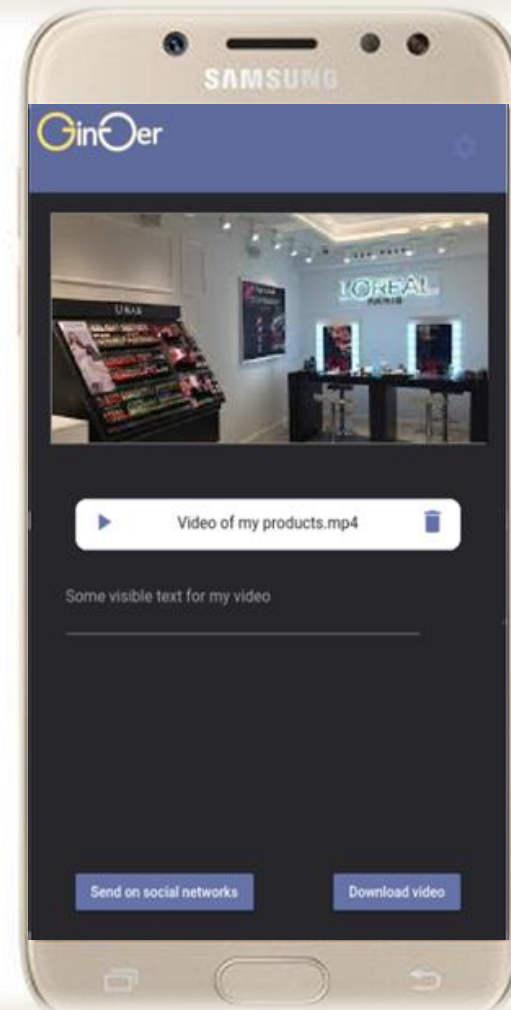 SAMSUNG
GinGer
L'ORÉAL
PARIS
Video of my products.mp4
Some visible text for my video
Send on social networks
Download video